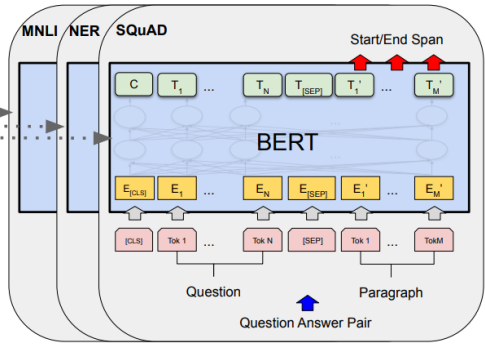 MNLI NER SQuAD
Start/End Span
C T1 ... TN T[SEP] T1' ... TM'
BERT
E[CLS] E1 ... EN E[SEP] E1' ... EM'
[CLS] Tok 1 ... Tok N [SEP] Tok 1 ... TokM
Question Paragraph
Question Answer Pair